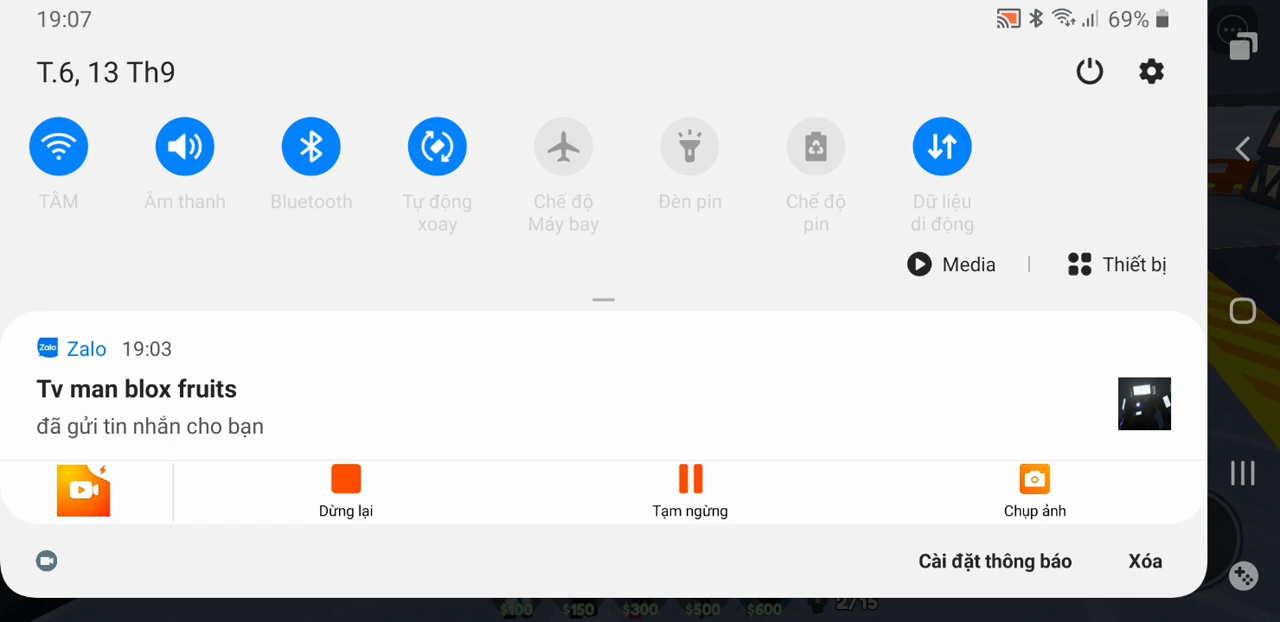 19:07
69%
T.6, 13 Th9
TÂM
Âm thanh
Bluetooth
Tự động
xoay
Chế độ
Máy bay
Đèn pin
Chế độ
pin
Dữ liệu
di động
Media
Thiết bị
Zalo
Zalo 19:03
Tv man blox fruits
đã gửi tin nhắn cho bạn
Dừng lại
Tạm ngừng
Chụp ảnh
Cài đặt thông báo
Xóa
$100 $150 $300 $500 $600 2/15